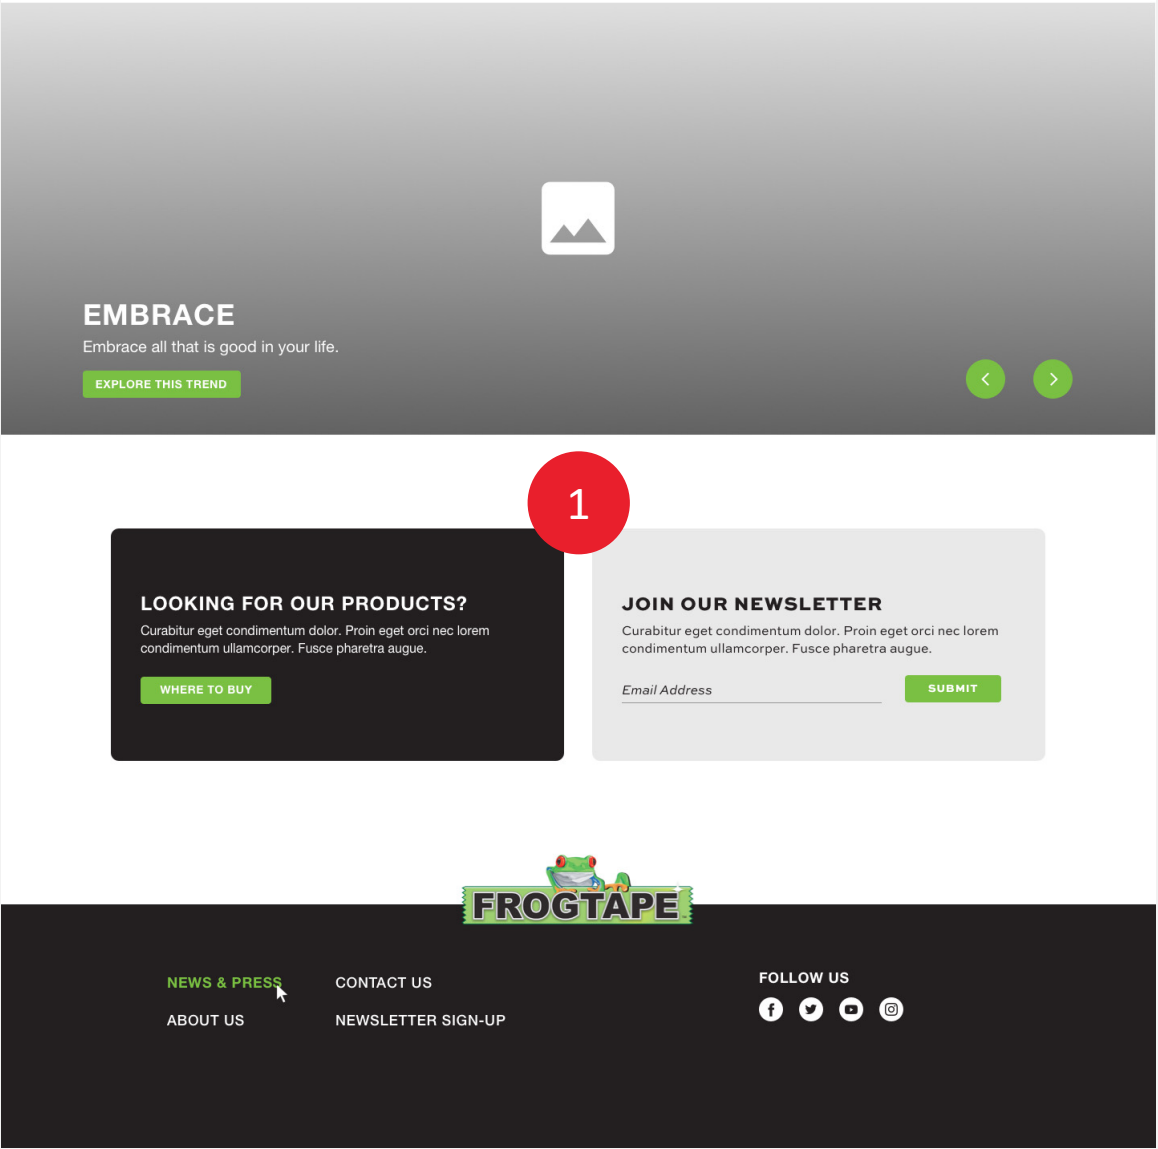 EMBRACE
Embrace all that is good in your life.
EXPLORE THIS TREND
1
LOOKING FOR OUR PRODUCTS?
Curabitur eget condimentum dolor. Proin eget orci nec lorem
condimentum ullamcorper. Fusce pharetra augue.
WHERE TO BUY
JOIN OUR NEWSLETTER
Curabitur eget condimentum dolor. Proin eget orci nec lorem
condimentum ullamcorper. Fusce pharetra augue.
Email Address
SUBMIT
FROGTAPE
NEWS & PRESS
CONTACT US
ABOUT US
NEWSLETTER SIGN-UP
FOLLOW US